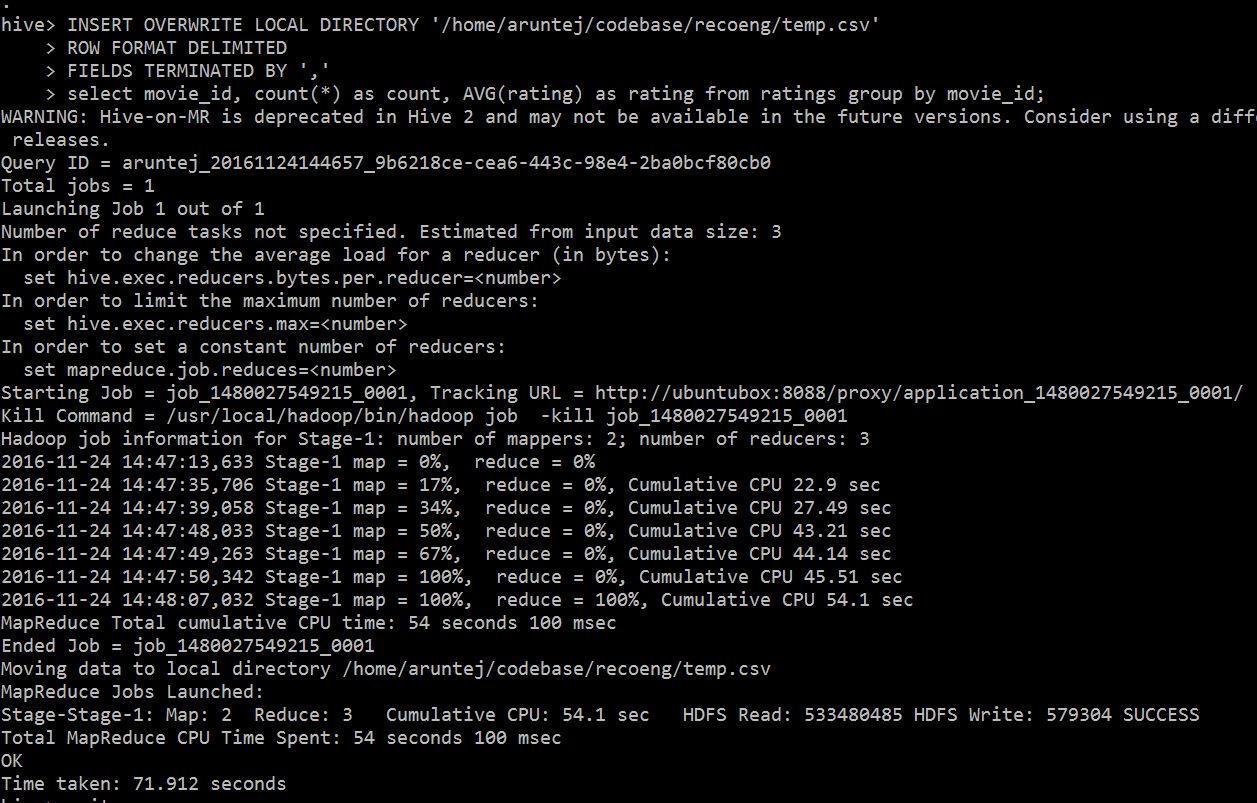 .
hive> INSERT OVERWRITE LOCAL DIRECTORY '/home/aruntej/codebase/recoeng/temp.csv'
    > ROW FORMAT DELIMITED
    > FIELDS TERMINATED BY ','
    > select movie_id, count(*) as count, AVG(rating) as rating from ratings group by movie_id;
WARNING: Hive-on-MR is deprecated in Hive 2 and may not be available in the future versions. Consider using a diff
 releases.
Query ID = aruntej_20161124144657_9b6218ce-cea6-443c-98e4-2ba0bcf80cb0
Total jobs = 1
Launching Job 1 out of 1
Number of reduce tasks not specified. Estimated from input data size: 3
In order to change the average load for a reducer (in bytes):
  set hive.exec.reducers.bytes.per.reducer=<number>
In order to limit the maximum number of reducers:
  set hive.exec.reducers.max=<number>
In order to set a constant number of reducers:
  set mapreduce.job.reduces=<number>
Starting Job = job_1480027549215_0001, Tracking URL = http://ubuntubox:8088/proxy/application_1480027549215_0001/
Kill Command = /usr/local/hadoop/bin/hadoop job  -kill job_1480027549215_0001
Hadoop job information for Stage-1: number of mappers: 2; number of reducers: 3
2016-11-24 14:47:13,633 Stage-1 map = 0%,  reduce = 0%
2016-11-24 14:47:35,706 Stage-1 map = 17%,  reduce = 0%, Cumulative CPU 22.9 sec
2016-11-24 14:47:39,058 Stage-1 map = 34%,  reduce = 0%, Cumulative CPU 27.49 sec
2016-11-24 14:47:48,033 Stage-1 map = 50%,  reduce = 0%, Cumulative CPU 43.21 sec
2016-11-24 14:47:49,263 Stage-1 map = 67%,  reduce = 0%, Cumulative CPU 44.14 sec
2016-11-24 14:47:50,342 Stage-1 map = 100%,  reduce = 0%, Cumulative CPU 45.51 sec
2016-11-24 14:48:07,032 Stage-1 map = 100%,  reduce = 100%, Cumulative CPU 54.1 sec
MapReduce Total cumulative CPU time: 54 seconds 100 msec
Ended Job = job_1480027549215_0001
Moving data to local directory /home/aruntej/codebase/recoeng/temp.csv
MapReduce Jobs Launched:
Stage-Stage-1: Map: 2  Reduce: 3   Cumulative CPU: 54.1 sec   HDFS Read: 533480485 HDFS Write: 579304 SUCCESS
Total MapReduce CPU Time Spent: 54 seconds 100 msec
OK
Time taken: 71.912 seconds